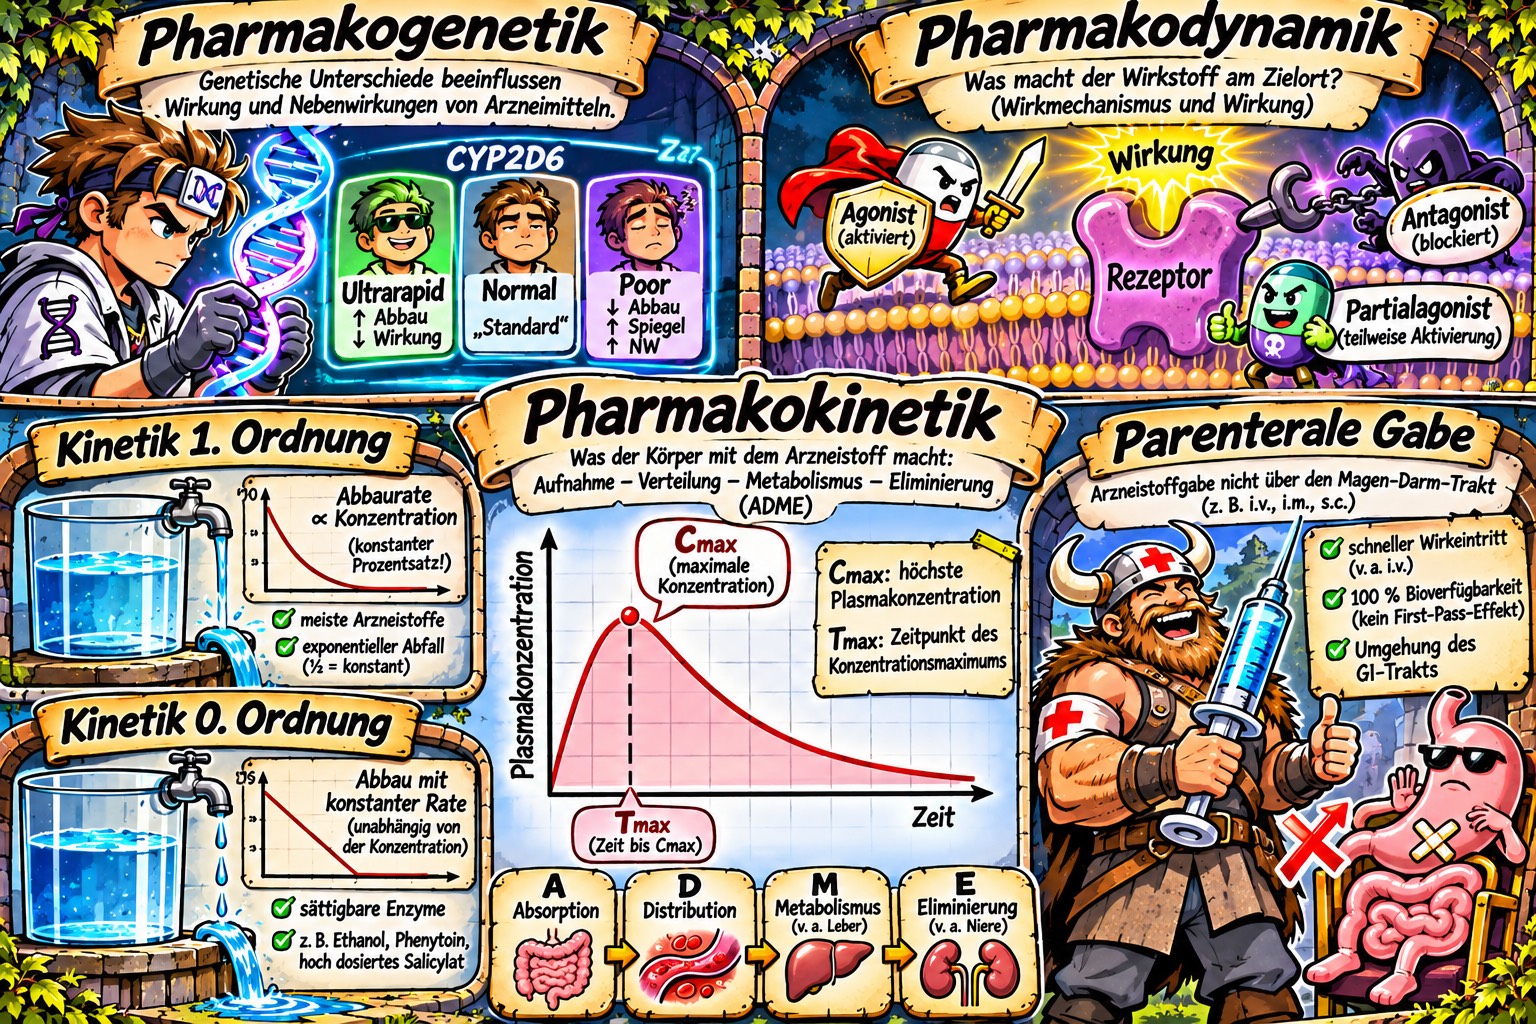 Pharmakogenetik
Genetische Unterschiede beeinflussen
Wirkung und Nebenwirkungen von Arzneimitteln.
CYP2D6
Ultrarapid
↑ Abbau
↓ Wirkung
Normal
„Standard“
Poor
↓ Abbau
↑ Spiegel
↑ NW
Pharmakodynamik
Was macht der Wirkstoff am Zielort?
(Wirkmechanismus und Wirkung)
Agonist
(aktiviert)
Wirkung
Rezeptor
Antagonist
(blockiert)
Partialagonist
(teilweise Aktivierung)
Kinetik 1. Ordnung
Abbaurate
∝ Konzentration
(konstanter
Prozentsatz!)
meiste Arzneistoffe
exponentieller Abfall
(½ = konstant)
Kinetik 0. Ordnung
Abbau mit
konstanter Rate
(unabhängig von
der Konzentration)
sättigbare Enzyme
z. B. Ethanol, Phenytoin,
hoch dosiertes Salicylat
Pharmakokinetik
Was der Körper mit dem Arzneistoff macht:
Aufnahme – Verteilung – Metabolismus – Eliminierung
(ADME)
Plasmakonzentration
Cmax
(maximale
Konzentration)
Cmax: höchste
Plasmakonzentration
Tmax: Zeitpunkt des
Konzentrationsmaximums
Zeit
Tmax
(Zeit bis Cmax)
A
Absorption
D
Distribution
M
Metabolismus
(v. a. Leber)
E
Eliminierung
(v. a. Niere)
Parenterale Gabe
Arzneistoffgabe nicht über den Magen-Darm-Trakt
(z. B. i.v., i.m., s.c.)
schneller Wirkeintritt
(v. a. i.v.)
100 % Bioverfügbarkeit
(kein First-Pass-Effekt)
Umgehung des
GI-Trakts